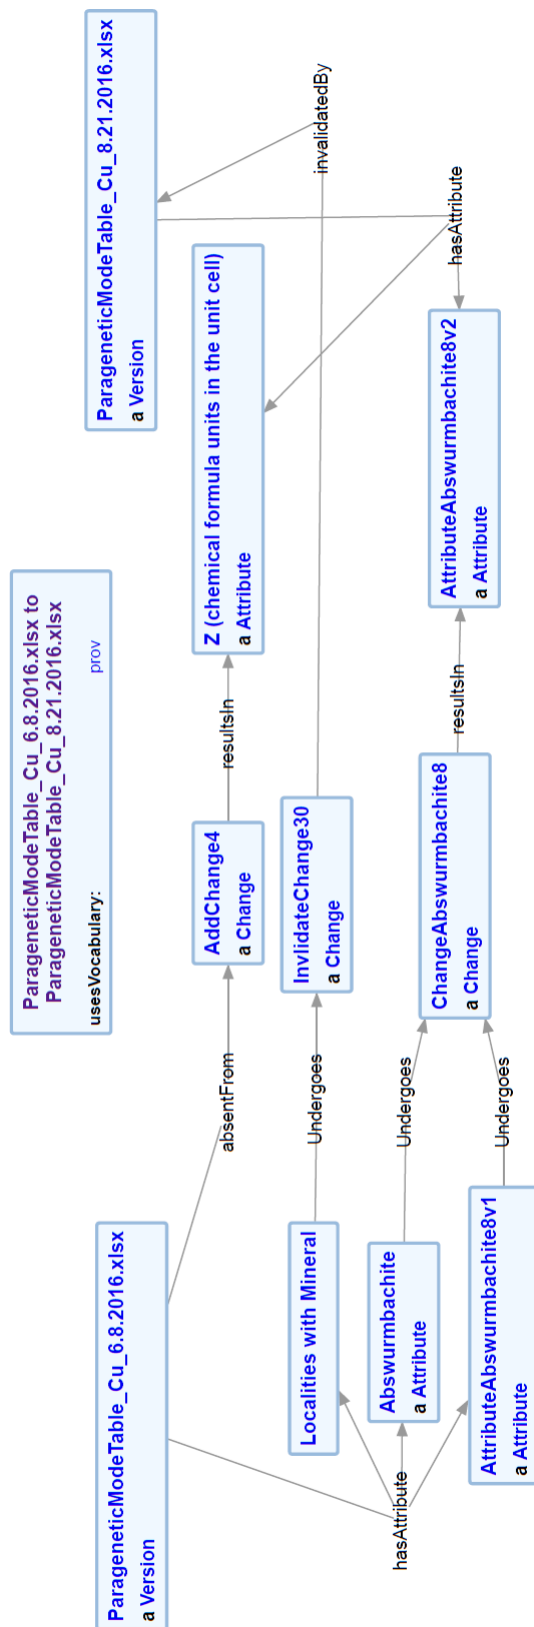 ParageneticModeTable_Cu_6.8.2016.xlsx to
ParageneticModeTable_Cu_8.21.2016.xlsx
usesVocabulary:
prov
ParageneticModeTable_Cu_6.8.2016.xlsx
a Version
absentFrom
AddChange4
a Change
resultsIn
Z (chemical formula units in the unit cell)
a Attribute
ParageneticModeTable_Cu_8.21.2016.xlsx
a Version
hasAttribute
Localities with Mineral
Undergoes
InvlidateChange30
a Change
invalidatedBy
Abswurmbachite
a Attribute
Undergoes
AttributeAbswurmbachite8v1
a Attribute
Undergoes
ChangeAbswurmbachite8
a Change
resultsIn
AttributeAbswurmbachite8v2
a Attribute
hasAttribute